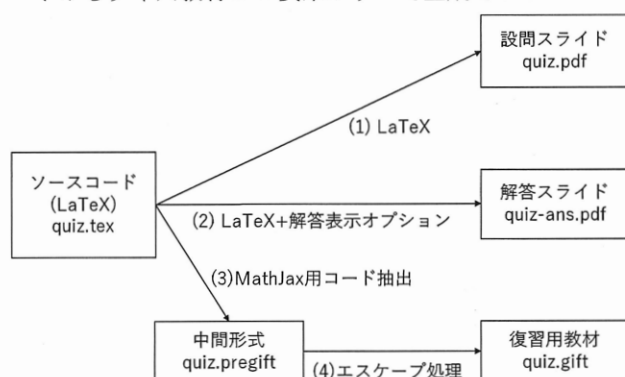 設問スライド
quiz.pdf
(1) LaTeX
ソースコード
(LaTeX)
quiz.tex
解答スライド
quiz-ans.pdf
(2) LaTeX+解答表示オプション
(3)MathJax用コード抽出
中間形式
quiz.pregift
(4)エスケープ処理
復習用教材
quiz.gift